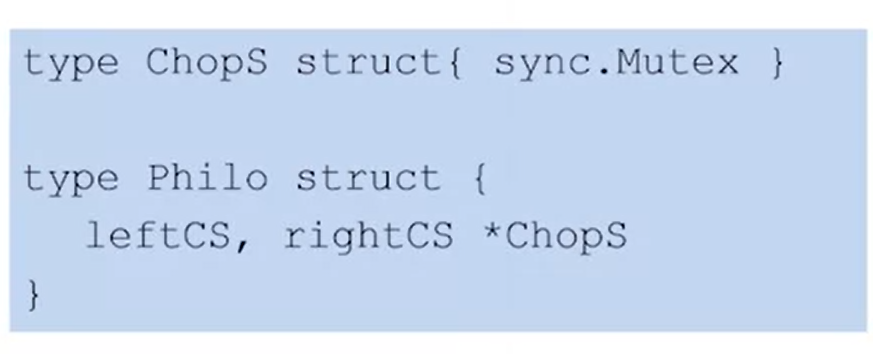 type ChopS struct{ sync.Mutex }
type Philo struct {
leftCS, rightCS *ChopS
}